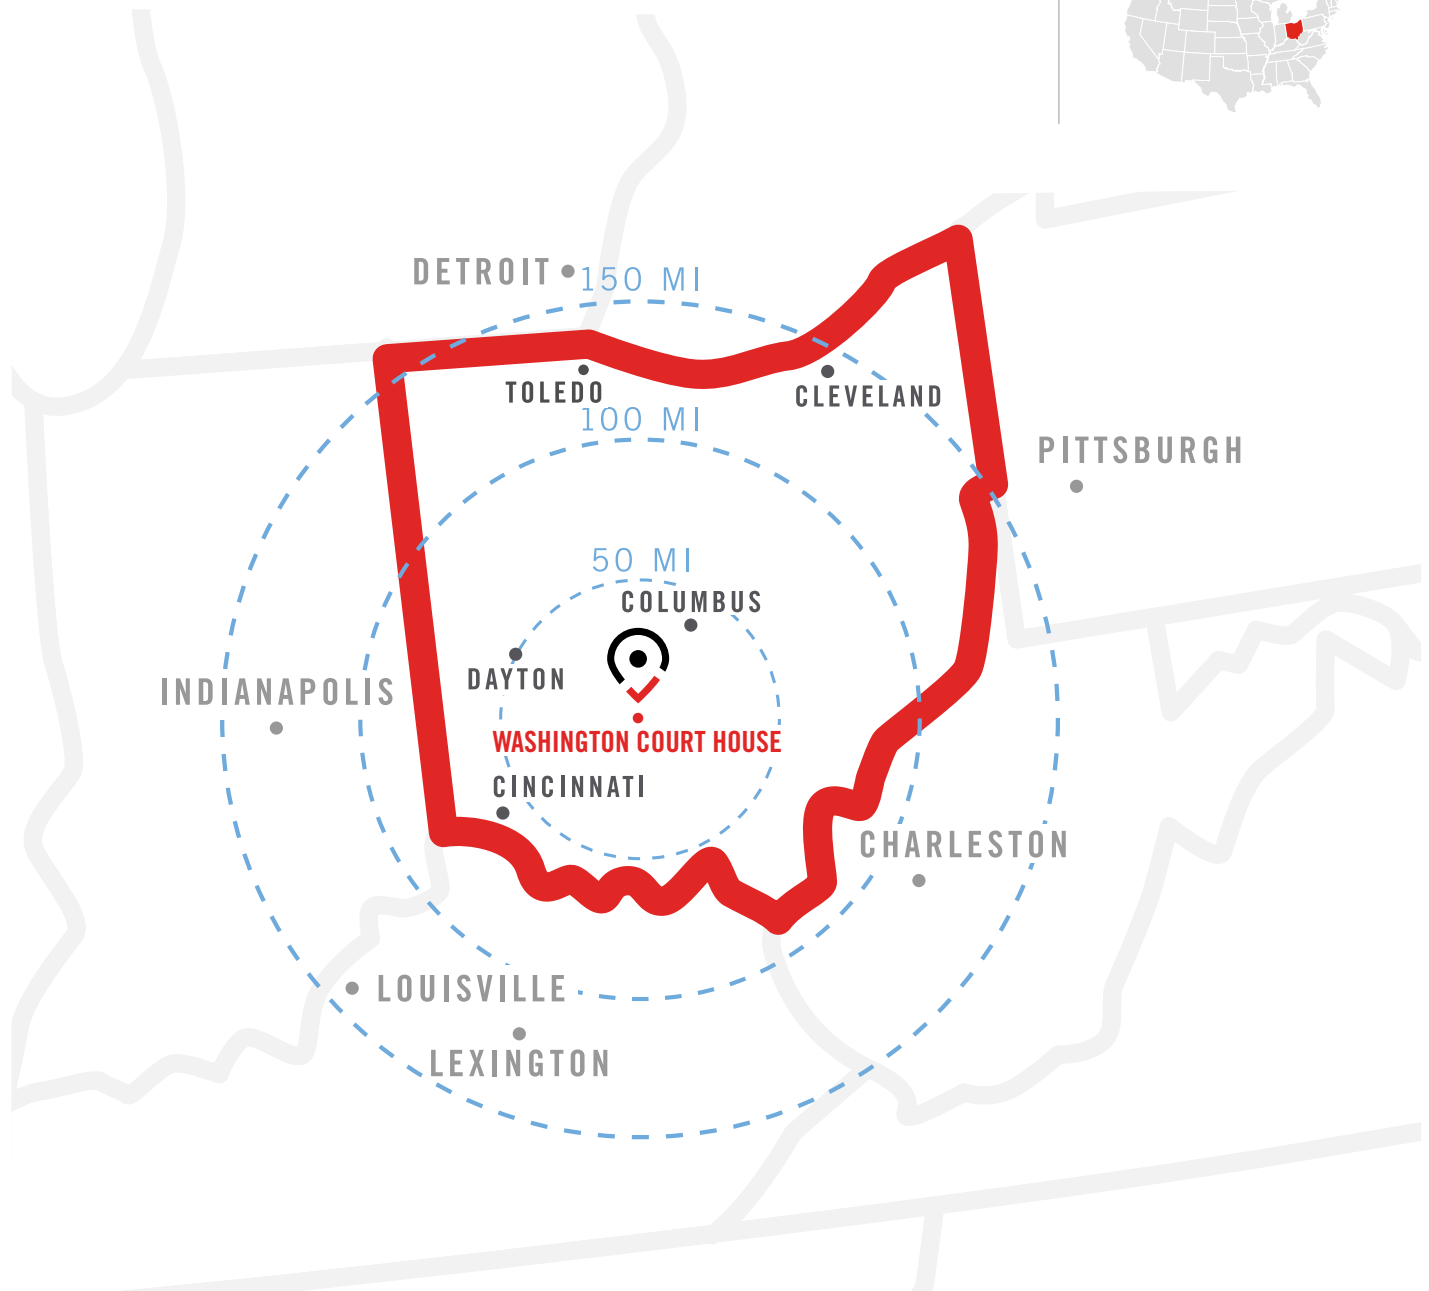 DETROIT
150 MI
TOLEDO
CLEVELAND
100 MI
PITTSBURGH
50 MI
COLUMBUS
DAYTON
INDIANAPOLIS
WASHINGTON COURT HOUSE
CINCINNATI
CHARLESTON
LOUISVILLE
LEXINGTON